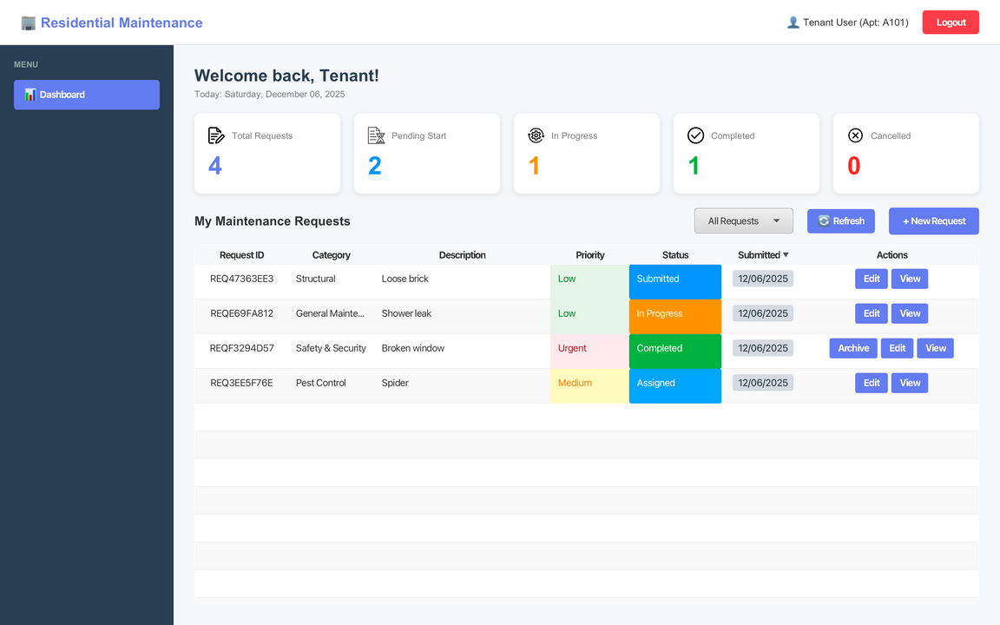 Residential Maintenance
Tenant User (Apt: A101)
Logout
MENU
Dashboard
Welcome back, Tenant!
Today: Saturday, December 06, 2025
Total Requests
4
Pending Start
2
In Progress
1
Completed
1
Cancelled
0
My Maintenance Requests
All Requests
Refresh
+ New Request
Request ID Category Description Priority Status Submitted Actions
REQ47363EE3 Structural Loose brick Low Submitted 12/06/2025 Edit View
REQE69FA812 General Mainte... Shower leak Low In Progress 12/06/2025 Edit View
REQF3294D57 Safety & Security Broken window Urgent Completed 12/06/2025 Archive Edit View
REQ3EE5F76E Pest Control Spider Medium Assigned 12/06/2025 Edit View